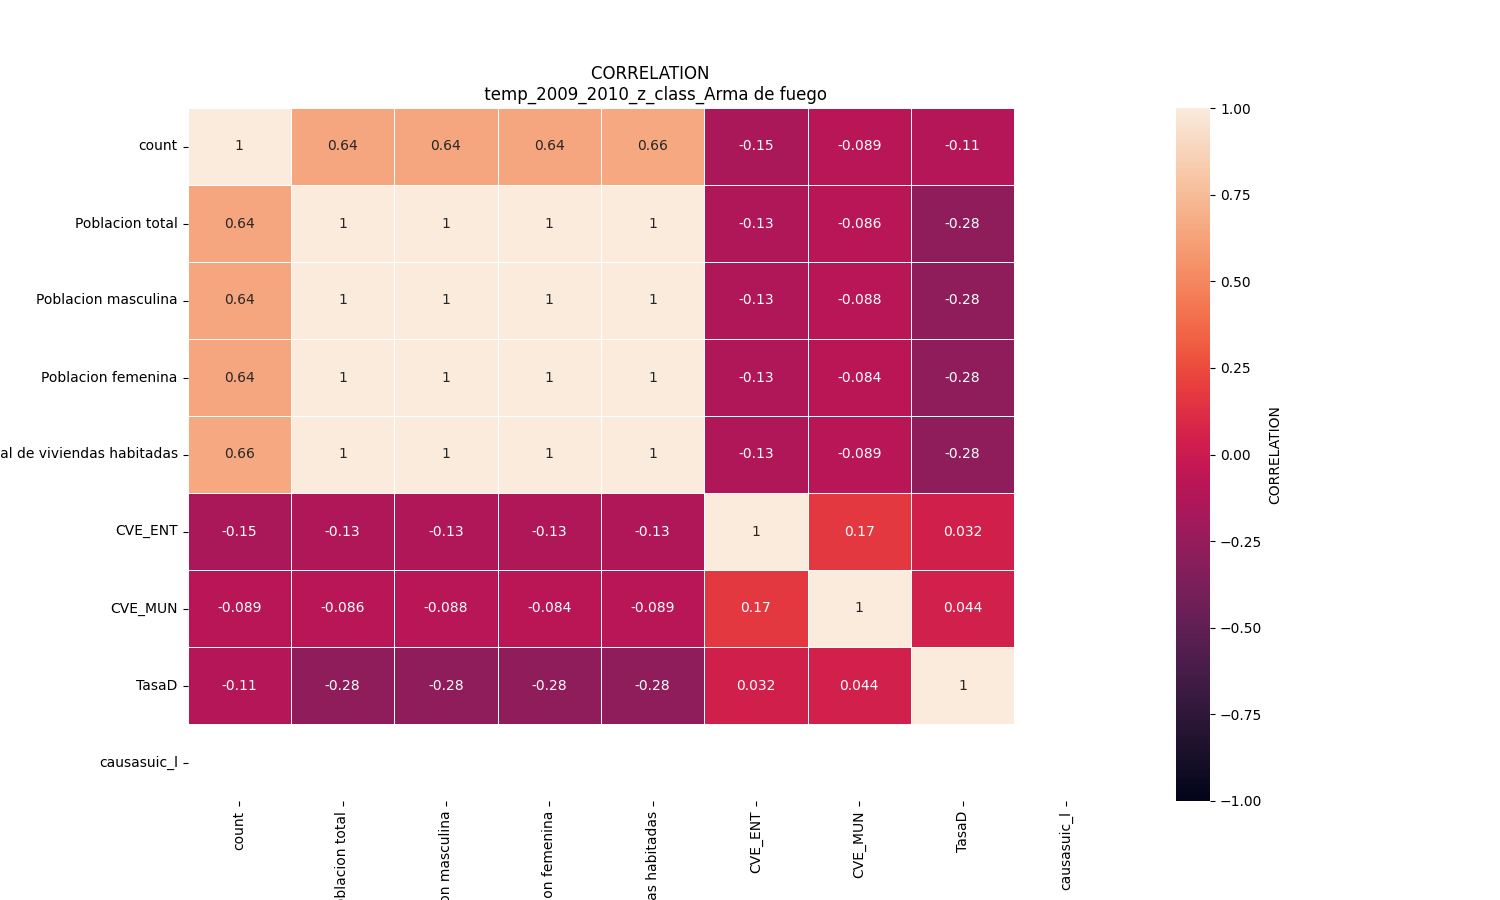 CORRELATION
temp_2009_2010_z_class_Arma de fuego
count 1 0.64 0.64 0.64 0.66 -0.15 -0.089 -0.11
Poblacion total 0.64 1 1 1 1 -0.13 -0.086 -0.28
Poblacion masculina 0.64 1 1 1 1 -0.13 -0.088 -0.28
Poblacion femenina 0.64 1 1 1 1 -0.13 -0.084 -0.28
al de viviendas habitadas 0.66 1 1 1 1 -0.13 -0.089 -0.28
CVE_ENT -0.15 -0.13 -0.13 -0.13 -0.13 1 0.17 0.032
CVE_MUN -0.089 -0.086 -0.088 -0.084 -0.089 0.17 1 0.044
TasaD -0.11 -0.28 -0.28 -0.28 -0.28 0.032 0.044 1
causasuic_l
count
oblacion total
on masculina
on femenina
as habitadas
CVE_ENT
CVE_MUN
TasaD
causasuic_l
1.00
0.75
0.50
0.25
0.00
−0.25
−0.50
−0.75
−1.00
CORRELATION